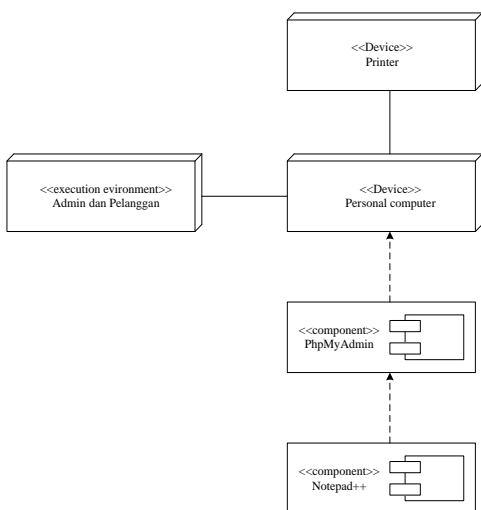 <<Device>>
Printer
<<execution evironment>>
Admin dan Pelanggan
<<Device>>
Personal computer
<<component>>
PhpMyAdmin
<<component>>
Notepad++